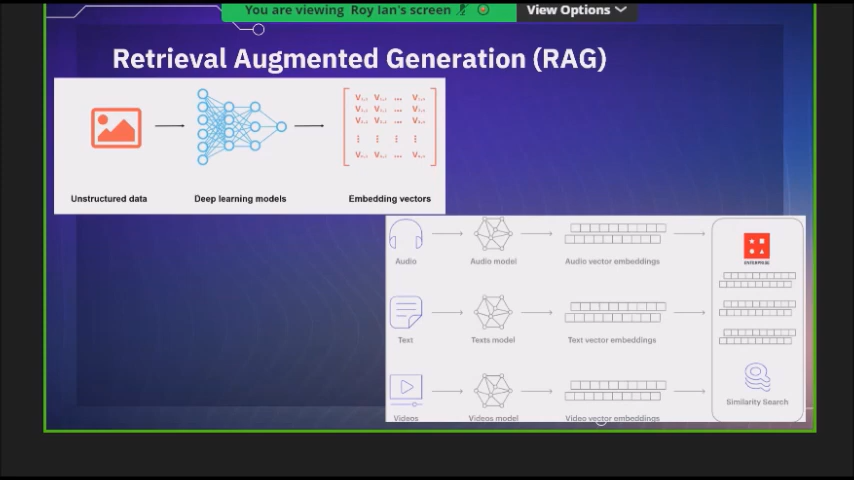 You are viewing Roy Ian's screen
View Options
Retrieval Augmented Generation (RAG)
Unstructured data
Deep learning models
Embedding vectors
Audio
Audio model
Audio vector embeddings
Text
Texts model
Text vector embeddings
Similarity Search
Videos
Videos model
Video vector embeddings